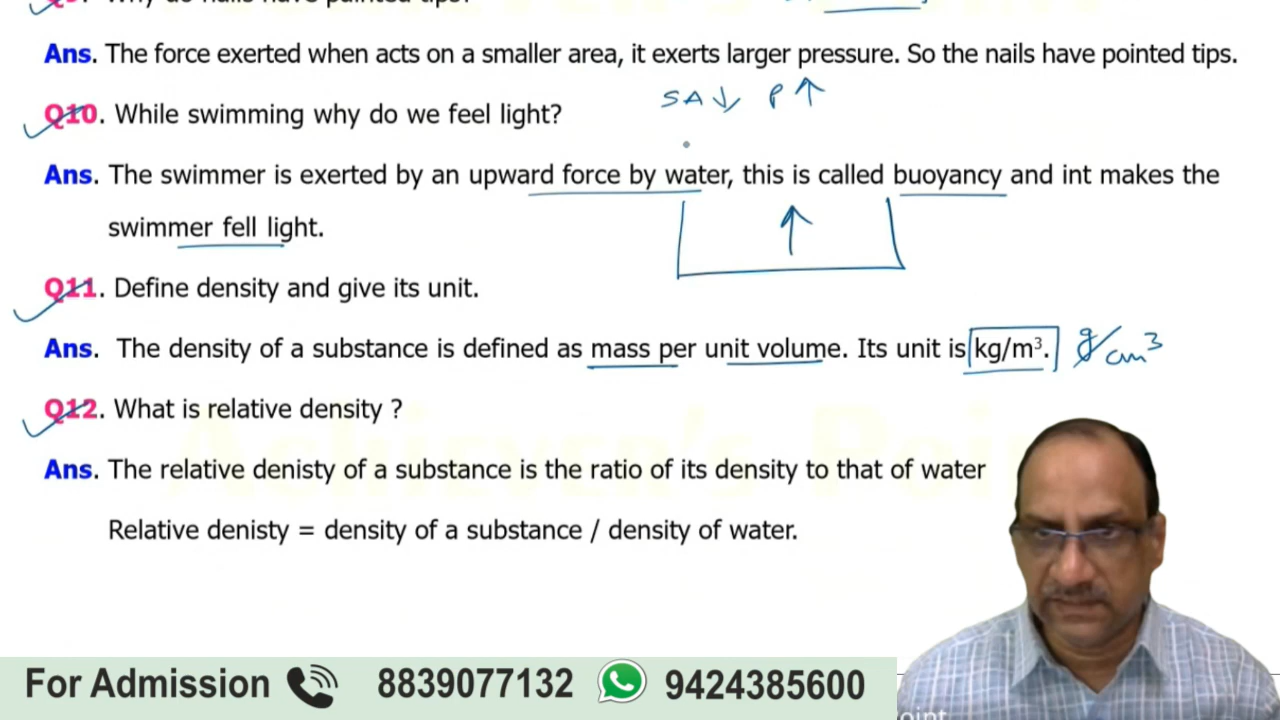 Ans. The force exerted when acts on a smaller area, it exerts larger pressure. So the nails have pointed tips.
SA↓ P↑
Q10. While swimming why do we feel light?
Ans. The swimmer is exerted by an upward force by water, this is called buoyancy and int makes the
swimmer fell light.
Q11. Define density and give its unit.
Ans. The density of a substance is defined as mass per unit volume. Its unit is kg/m³. g/cm³
Q12. What is relative density ?
Ans. The relative denisty of a substance is the ratio of its density to that of water
Relative denisty = density of a substance / density of water.
For Admission 8839077132 9424385600